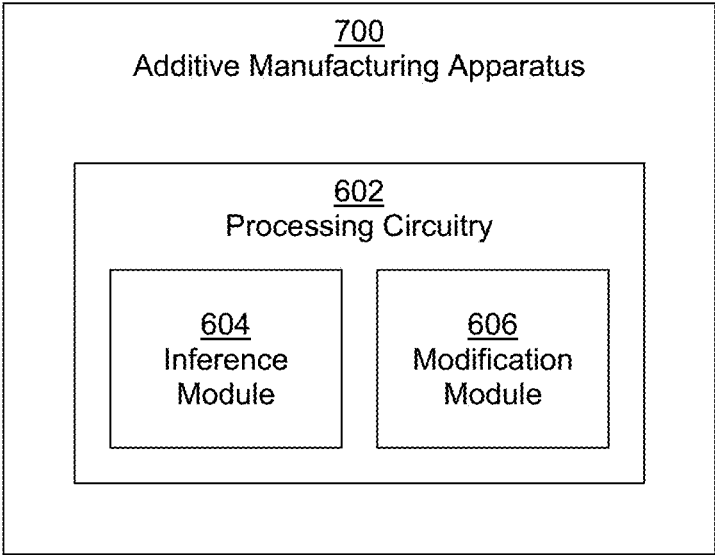 700
Additive Manufacturing Apparatus
602
Processing Circuitry
604
Inference
Module
606
Modification
Module